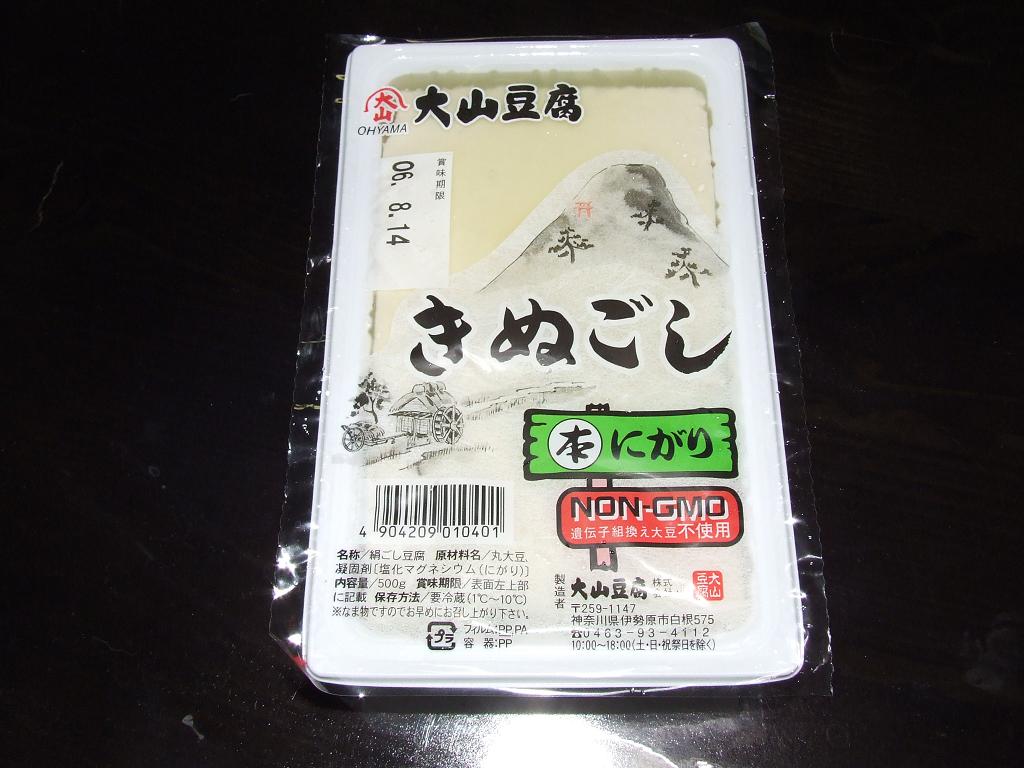 大山
OHYAMA
大山豆腐
賞味期限
06. 8.14
きぬごし
本にがり
NON-GMO
遺伝子組換え大豆不使用
4 904209 010401
名称/絹ごし豆腐 原材料名/丸大豆、
凝固剤〔塩化マグネシウム(にがり)〕
内容量/500g 賞味期限/表面左上部
に記載 保存方法/要冷蔵(1℃~10℃)
※なま物ですのでお早めにお召し上がり下さい。
プラ
フィルム:PP,PA
容 器:PP
製造者
大山豆腐 株式
大山豆腐
〒259-1147
神奈川県伊勢原市白根575
☎0463-93-4112
10:00~18:00(土・日・祝祭日を除く)